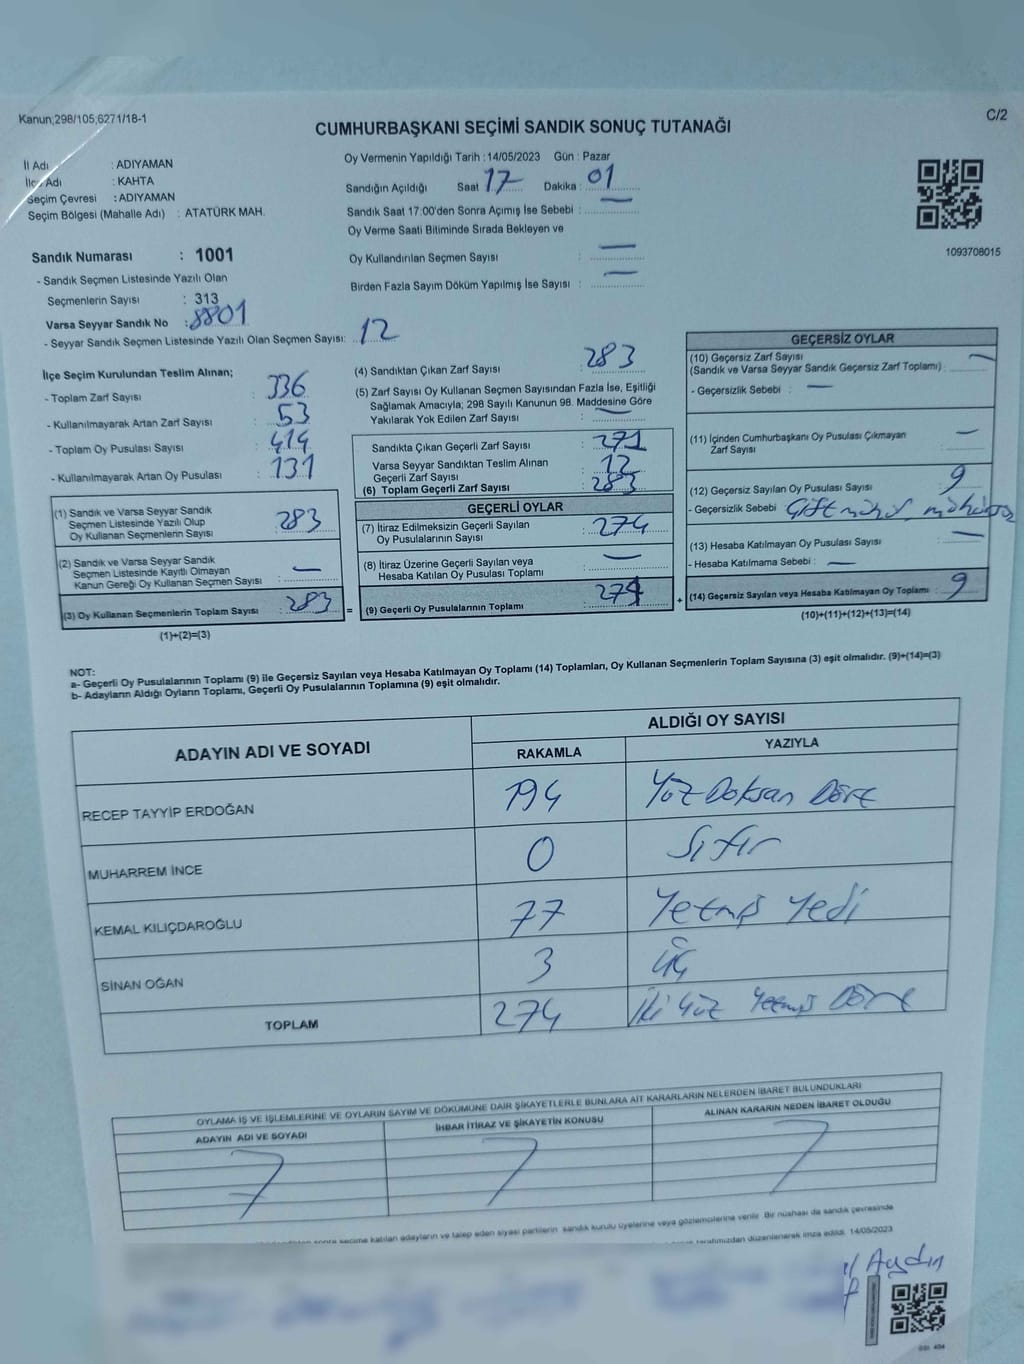 Kanun;298/105;6271/18-1
C/2
CUMHURBAŞKANI SEÇİMİ SANDIK SONUÇ TUTANAĞI
İl Adı : ADIYAMAN
İlçe Adı : KAHTA
Seçim Çevresi : ADIYAMAN
Seçim Bölgesi (Mahalle Adı) : ATATÜRK MAH.
Sandık Numarası : 1001
- Sandık Seçmen Listesinde Yazılı Olan
Seçmenlerin Sayısı : 313
Varsa Seyyar Sandık No : 8801
- Seyyar Sandık Seçmen Listesinde Yazılı Olan Seçmen Sayısı: 12
Oy Vermenin Yapıldığı Tarih : 14/05/2023 Gün : Pazar
Sandığın Açıldığı Saat 17 Dakika : 01
Sandık Saat 17:00'den Sonra Açımış İse Sebebi : —
Oy Verme Saati Bitiminde Sırada Bekleyen ve
Oy Kullandırılan Seçmen Sayısı : —
Birden Fazla Sayım Döküm Yapılmış İse Sayısı : —
1093708015
İlçe Seçim Kurulundan Teslim Alınan;
- Toplam Zarf Sayısı : 336
- Kullanılmayarak Artan Zarf Sayısı : 53
- Toplam Oy Pusulası Sayısı : 414
- Kullanılmayarak Artan Oy Pusulası : 131
(1) Sandık ve Varsa Seyyar Sandık
Seçmen Listesinde Yazılı Olup
Oy Kullanan Seçmenlerin Sayısı : 283
(2) Sandık ve Varsa Seyyar Sandık
Seçmen Listesinde Kayıtlı Olmayan
Kanun Gereği Oy Kullanan Seçmen Sayısı : —
(3) Oy Kullanan Seçmenlerin Toplam Sayısı : 283
(1)+(2)=(3)
(4) Sandıktan Çıkan Zarf Sayısı : 283
(5) Zarf Sayısı Oy Kullanan Seçmen Sayısından Fazla İse, Eşitliği
Sağlamak Amacıyla; 298 Sayılı Kanunun 98. Maddesine Göre
Yakılarak Yok Edilen Zarf Sayısı : —
Sandıkta Çıkan Geçerli Zarf Sayısı : 271
Varsa Seyyar Sandıktan Teslim Alınan
Geçerli Zarf Sayısı : 12
(6) Toplam Geçerli Zarf Sayısı : 283
GEÇERLİ OYLAR
(7) İtiraz Edilmeksizin Geçerli Sayılan
Oy Pusulalarının Sayısı : 274
(8) İtiraz Üzerine Geçerli Sayılan veya
Hesaba Katılan Oy Pusulası Toplamı : —
= (9) Geçerli Oy Pusulalarının Toplamı : 274
GEÇERSİZ OYLAR
(10) Geçersiz Zarf Sayısı
(Sandık ve Varsa Seyyar Sandık Geçersiz Zarf Toplamı) : —
- Geçersizlik Sebebi : —
(11) İçinden Cumhurbaşkanı Oy Pusulası Çıkmayan
Zarf Sayısı : —
(12) Geçersiz Sayılan Oy Pusulası Sayısı : 9
- Geçersizlik Sebebi
(13) Hesaba Katılmayan Oy Pusulası Sayısı : —
- Hesaba Katılmama Sebebi : —
+ (14) Geçersiz Sayılan veya Hesaba Katılmayan Oy Toplamı : 9
(10)+(11)+(12)+(13)=(14)
NOT:
a- Geçerli Oy Pusulalarının Toplamı (9) ile Geçersiz Sayılan veya Hesaba Katılmayan Oy Toplamı (14) Toplamları, Oy Kullanan Seçmenlerin Toplam Sayısına (3) eşit olmalıdır. (9)+(14)=(3)
b- Adayların Aldığı Oyların Toplamı, Geçerli Oy Pusulalarının Toplamına (9) eşit olmalıdır.
ADAYIN ADI VE SOYADI
ALDIĞI OY SAYISI
RAKAMLA YAZIYLA
RECEP TAYYİP ERDOĞAN 194 Yüz Doksan Dört
MUHARREM İNCE 0 Sıfır
KEMAL KILIÇDAROĞLU 77 Yetmiş Yedi
SİNAN OĞAN 3 Üç
TOPLAM 274 İki Yüz Yetmiş Dört
OYLAMA İŞ VE İŞLEMLERİNE VE OYLARIN SAYIM VE DÖKÜMÜNE DAİR ŞİKAYETLERLE BUNLARA AİT KARARLARIN NELERDEN İBARET BULUNDUKLARI
ADAYIN ADI VE SOYADI İHBAR İTİRAZ VE ŞİKAYETİN KONUSU ALINAN KARARIN NEDEN İBARET OLDUĞU
sonra seçime katılan adayların ve talep eden siyasi partilerin sandık kurulu üyelerine veya gözlemcilerine verilir. Bir nüshası da sandık çevresinde
tarafımızdan düzenlenerek imza edildi. 14/05/2023
Aydın